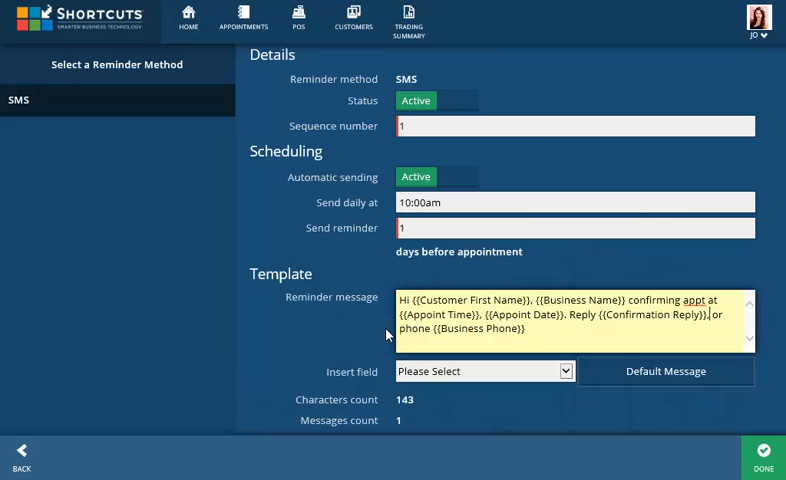 SHORTCUTS
SMARTER BUSINESS TECHNOLOGY
HOME
APPOINTMENTS
POS
CUSTOMERS
TRADING
SUMMARY
JO
Select a Reminder Method
SMS
Details
Reminder method SMS
Status Active
Sequence number 1
Scheduling
Automatic sending Active
Send daily at 10:00am
Send reminder 1
days before appointment
Template
Reminder message
Hi {{Customer First Name}}, {{Business Name}} confirming appt at
{{Appoint Time}}, {{Appoint Date}}. Reply {{Confirmation Reply}}, or
phone {{Business Phone}}
Insert field Please Select Default Message
Characters count 143
Messages count 1
BACK
DONE